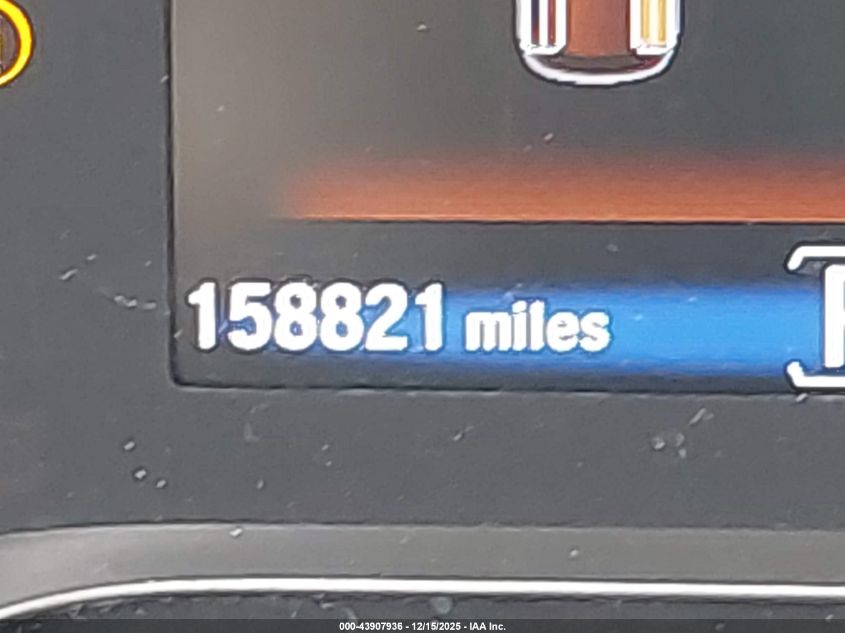 158821 miles
000-43907936 - 12/15/2025 - IAA Inc.